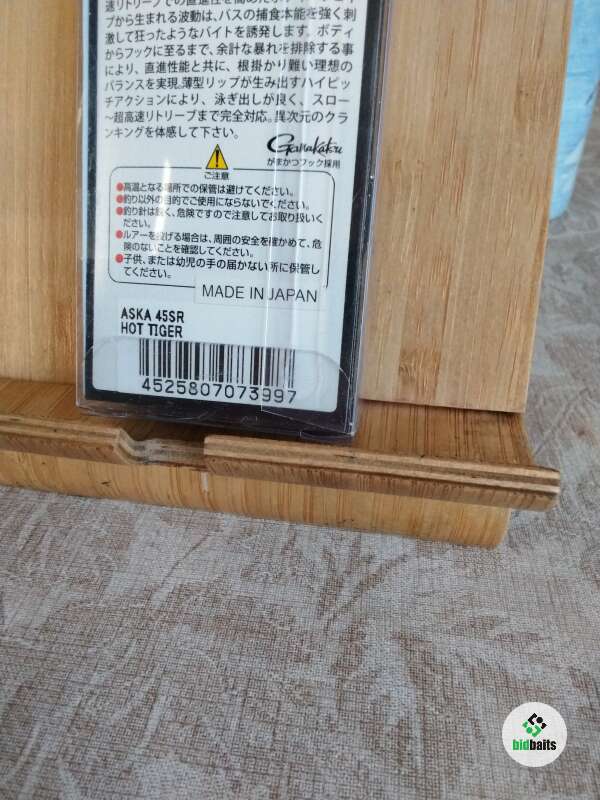 速リトリーブでの直進性を高めた
プから生まれる波動は、バスの捕食本能を強く刺
激して狂ったようなバイトを誘発します。ボディ
からフックに至るまで、余計な暴れを排除する事
により、直進性能と共に、根掛かり難い理想の
バランスを実現。薄型リップが生み出すハイピッ
チアクションにより、泳ぎ出しが良く、スロー
〜超高速リトリーブまで完全対応。異次元のクラ
ンキングを体感して下さい。
Gamakatsu
がまかつフック採用
ご注意
●高温となる場所での保管は避けてください。
●釣り以外の目的でご使用にならないでください。
●釣り針は鋭く、危険ですので注意してお取り扱いく
ださい。
●ルアーを投げる場合は、周囲の安全を確かめて、危
険のないことを確認してください。
●子供、または幼児の手の届かない所に保管し
てください。
MADE IN JAPAN
ASKA 45SR
HOT TIGER
4525807073997
bidbaits